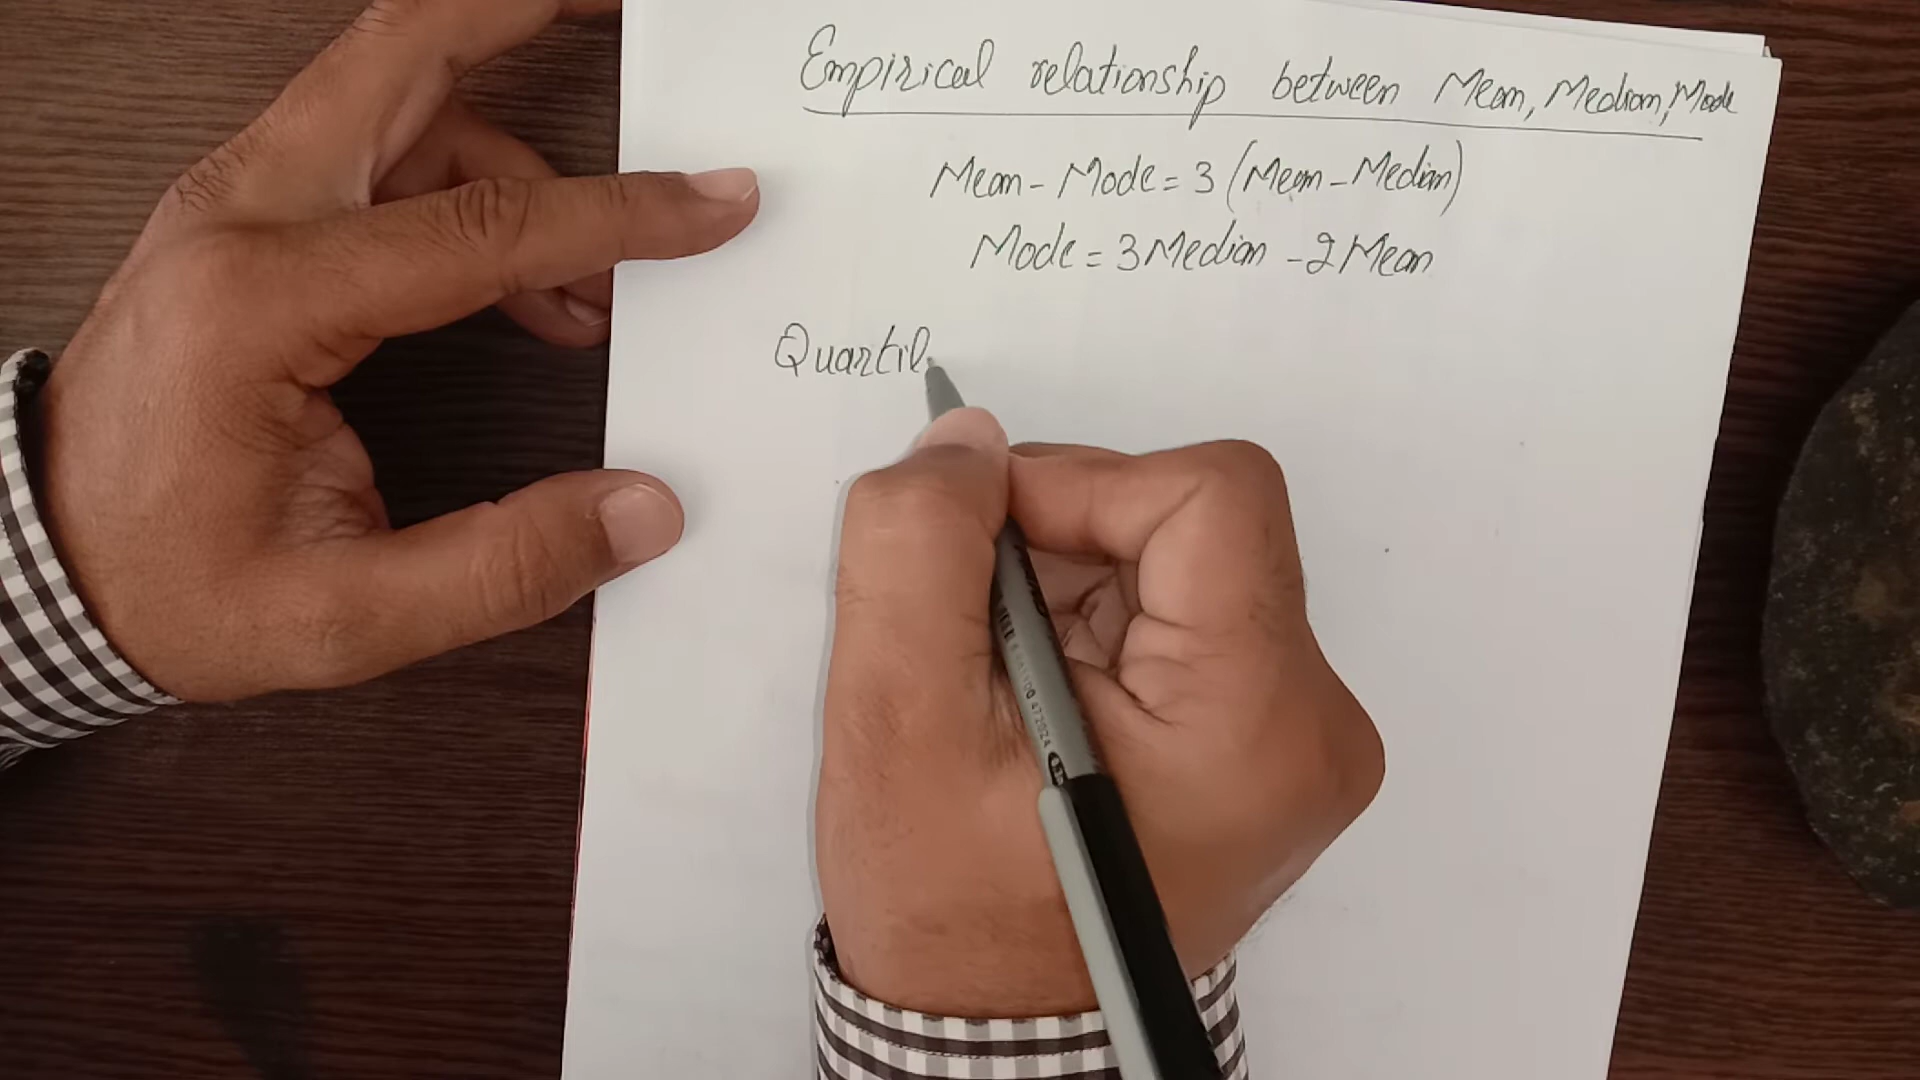 Empirical relationship between Mean, Median, Mode
Mean - Mode = 3 (Mean - Median)
Mode = 3 Median - 2 Mean
Quartil